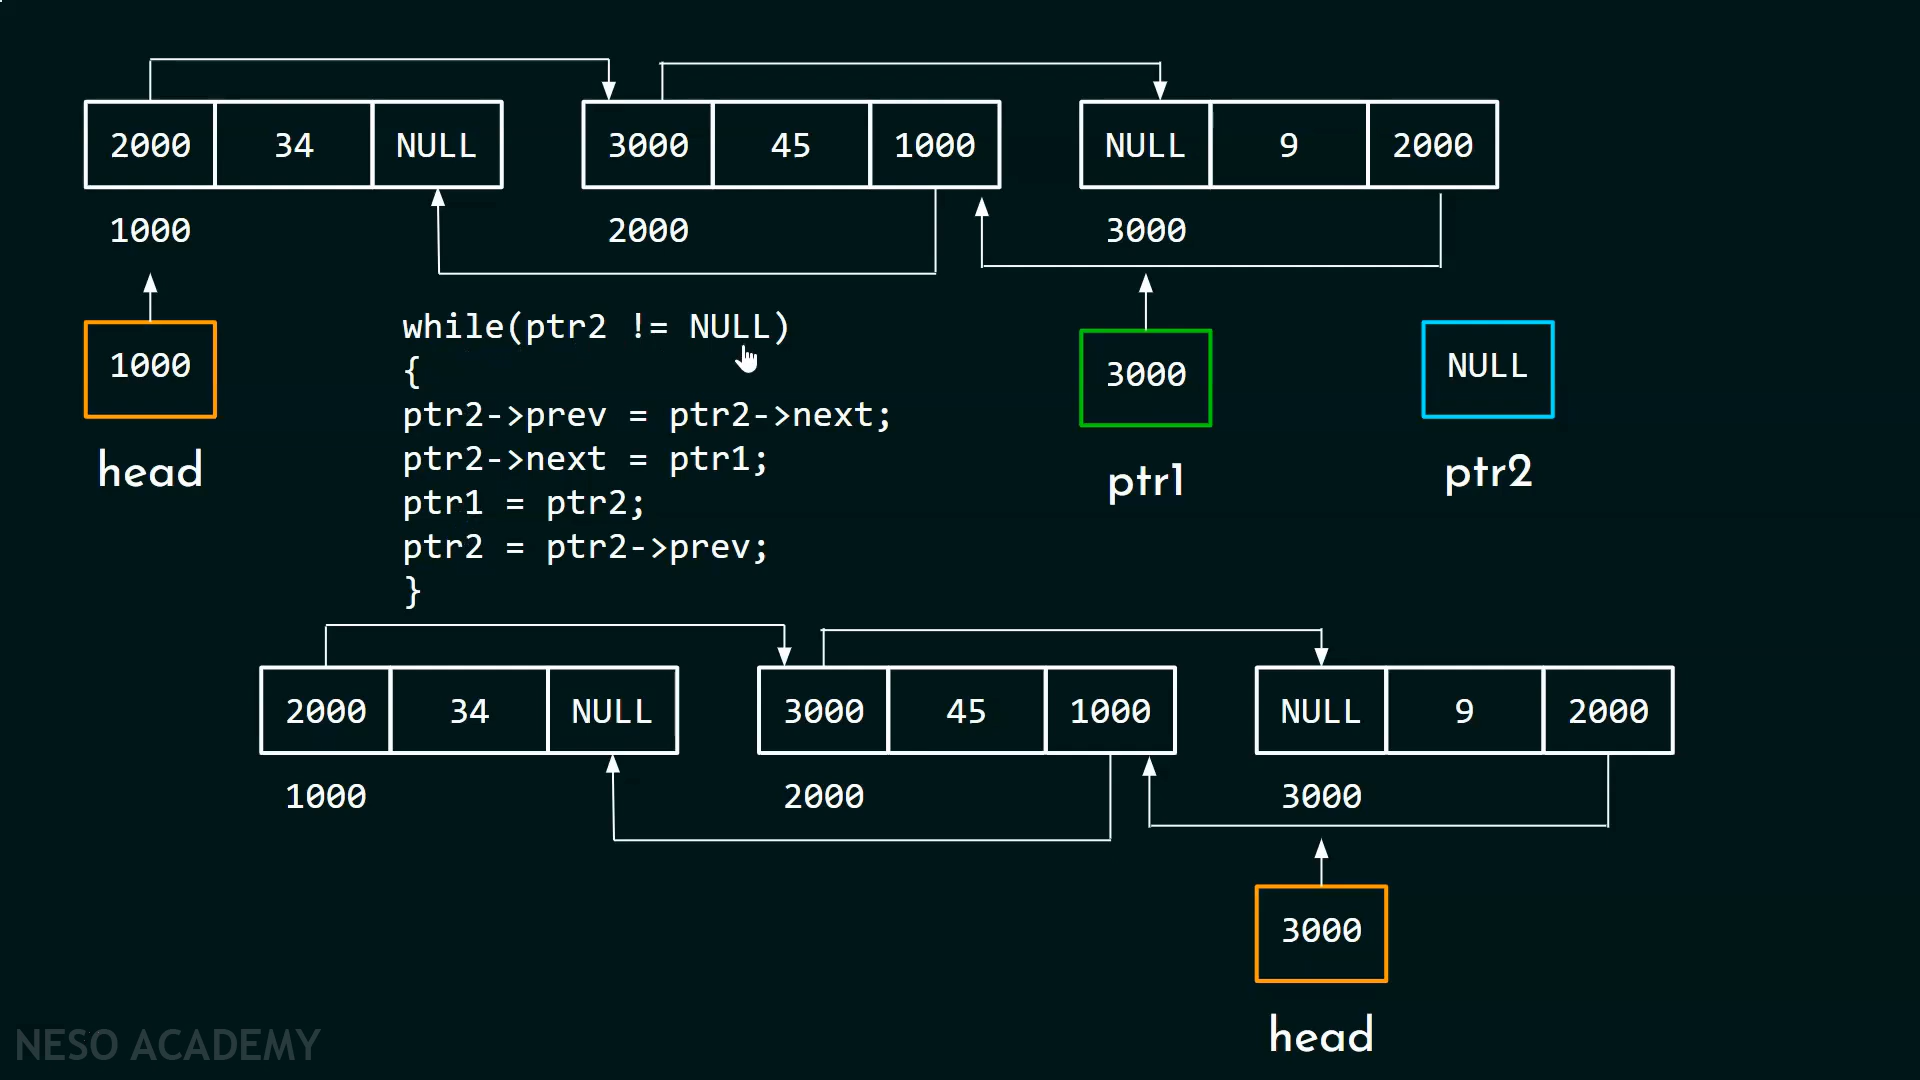 2000 34 NULL 3000 45 1000 NULL 9 2000
1000 2000 3000
1000
head
while(ptr2 != NULL)
{
ptr2->prev = ptr2->next;
ptr2->next = ptr1;
ptr1 = ptr2;
ptr2 = ptr2->prev;
}
3000
ptr1
NULL
ptr2
2000 34 NULL 3000 45 1000 NULL 9 2000
1000 2000 3000
3000
head
NESO ACADEMY